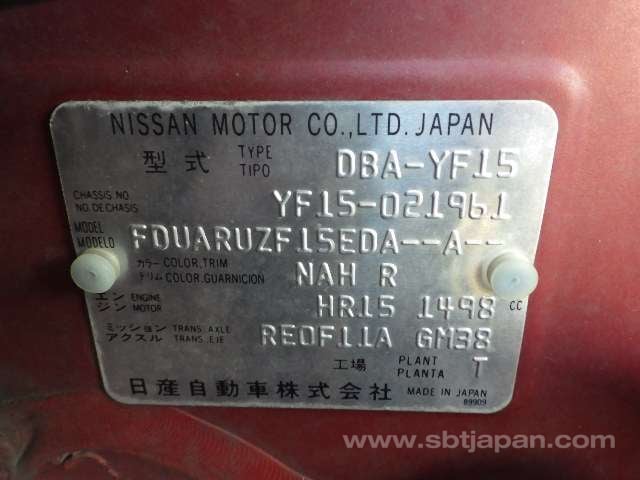 NISSAN MOTOR CO.,LTD. JAPAN
型式 TYPE TIPO DBA-YF15
CHASSIS NO. NO. DE CHASIS YF15-021961
MODEL MODELO FDUARUZF15EDA--A--
カラー COLOR,TRIM
トリム COLOR,GUARNICION NAH R
エンジン ENGINE MOTOR HR15 1498 CC
ミッション TRANS. AXLE
アクスル TRANS. EJE RE0F11A GM38
工場 PLANT PLANTA T
日産自動車株式会社 MADE IN JAPAN
89909
www.sbtjapan.com